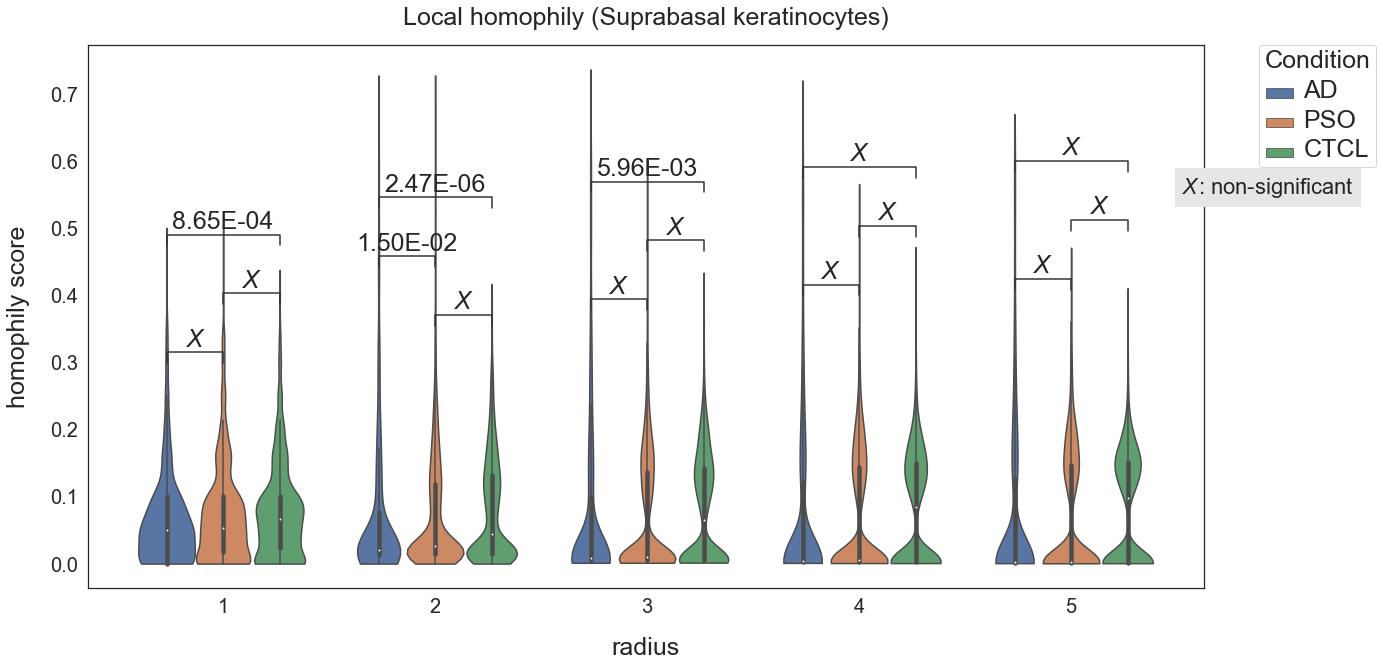 Local homophily (Suprabasal keratinocytes)
homophily score
0.7
0.6
0.5
0.4
0.3
0.2
0.1
0.0
8.65E-04
X
X
2.47E-06
1.50E-02
X
5.96E-03
X
X
X
X
X
X
X
X
1
2
3
4
5
radius
Condition
AD
PSO
CTCL
X: non-significant